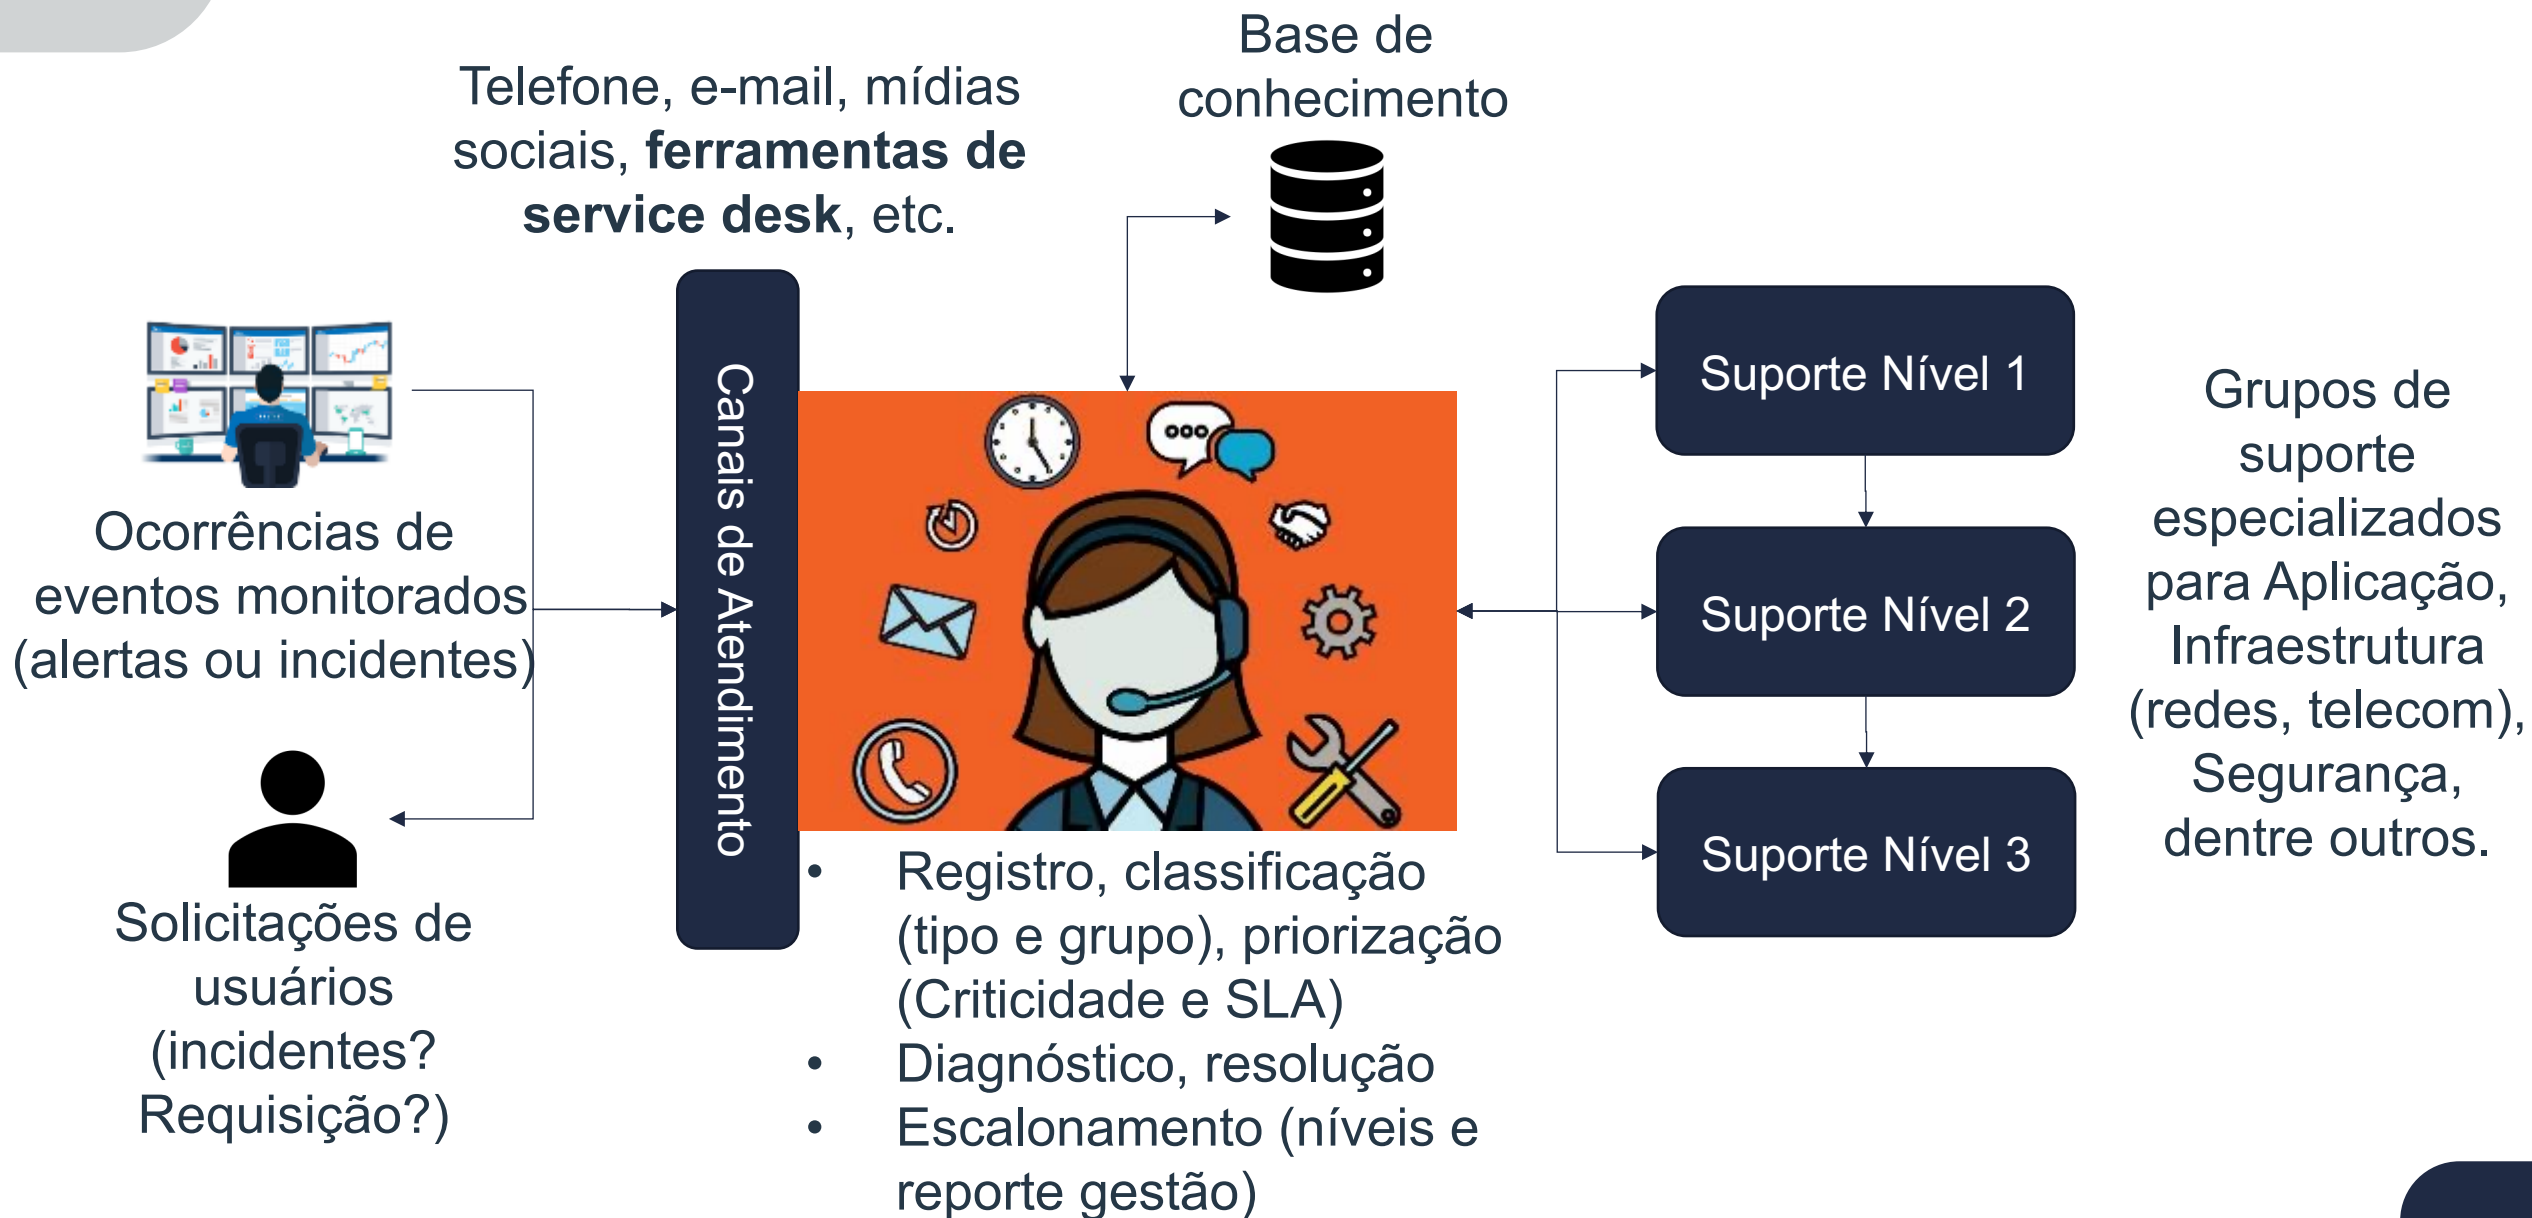 Base de
conhecimento
Telefone, e-mail, mídias
sociais, ferramentas de
service desk, etc.
Ocorrências de
eventos monitorados
(alertas ou incidentes)
Solicitações de
usuários
(incidentes?
Requisição?)
Canais de Atendimento
• Registro, classificação
(tipo e grupo), priorização
(Criticidade e SLA)
• Diagnóstico, resolução
• Escalonamento (níveis e
reporte gestão)
Suporte Nível 1
Suporte Nível 2
Suporte Nível 3
Grupos de
suporte
especializados
para Aplicação,
Infraestrutura
(redes, telecom),
Segurança,
dentre outros.